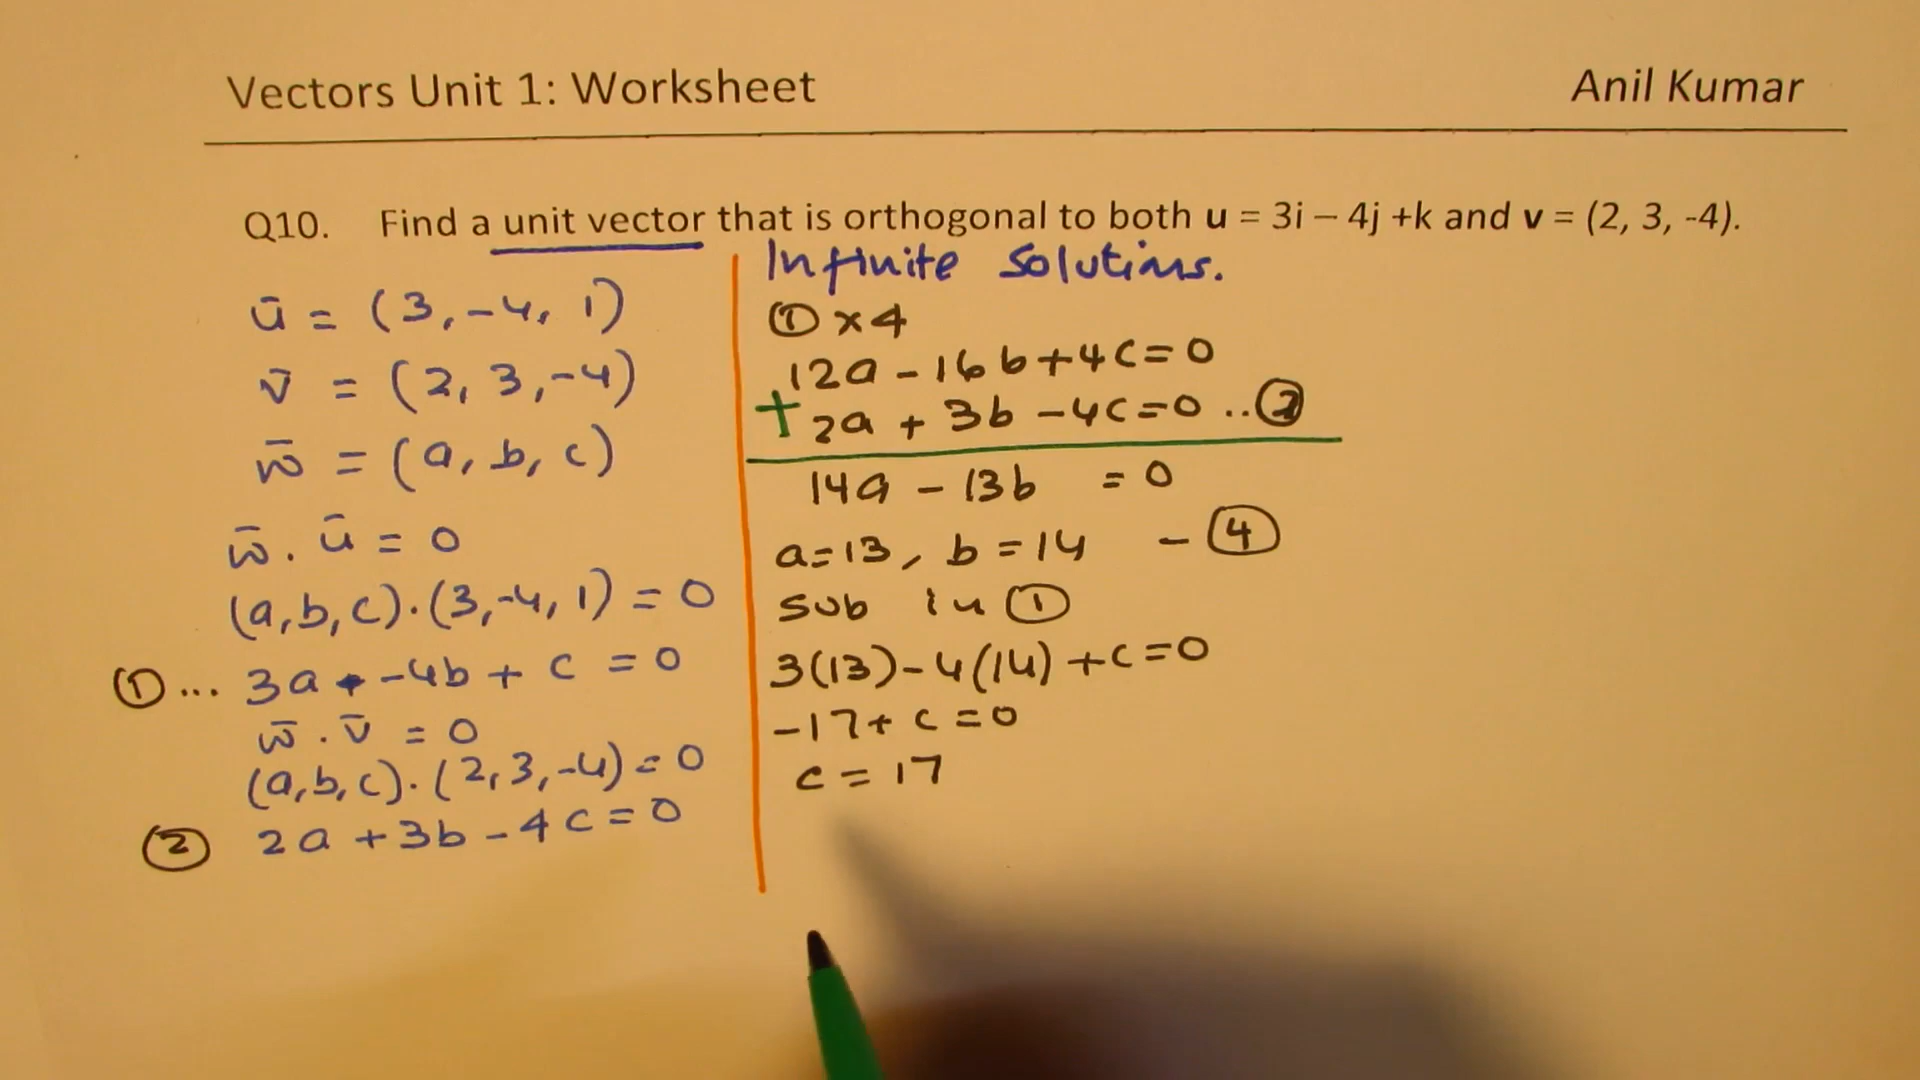 Vectors Unit 1: Worksheet
Anil Kumar
Q10. Find a unit vector that is orthogonal to both u = 3i – 4j +k and v = (2, 3, -4).
ū = (3, -4, 1)
v̄ = (2, 3, -4)
w̄ = (a, b, c)
w̄ . ū = 0
(a, b, c) . (3, -4, 1) = 0
① ... 3a - 4b + c = 0
w̄ . v̄ = 0
(a, b, c) . (2, 3, -4) = 0
② 2a + 3b - 4c = 0
Infinite Solutions.
① x 4
12a - 16b + 4c = 0
+ 2a + 3b - 4c = 0 .. ②
14a - 13b = 0
a = 13, b = 14 - ④
sub in ①
3(13) - 4(14) + c = 0
-17 + c = 0
c = 17